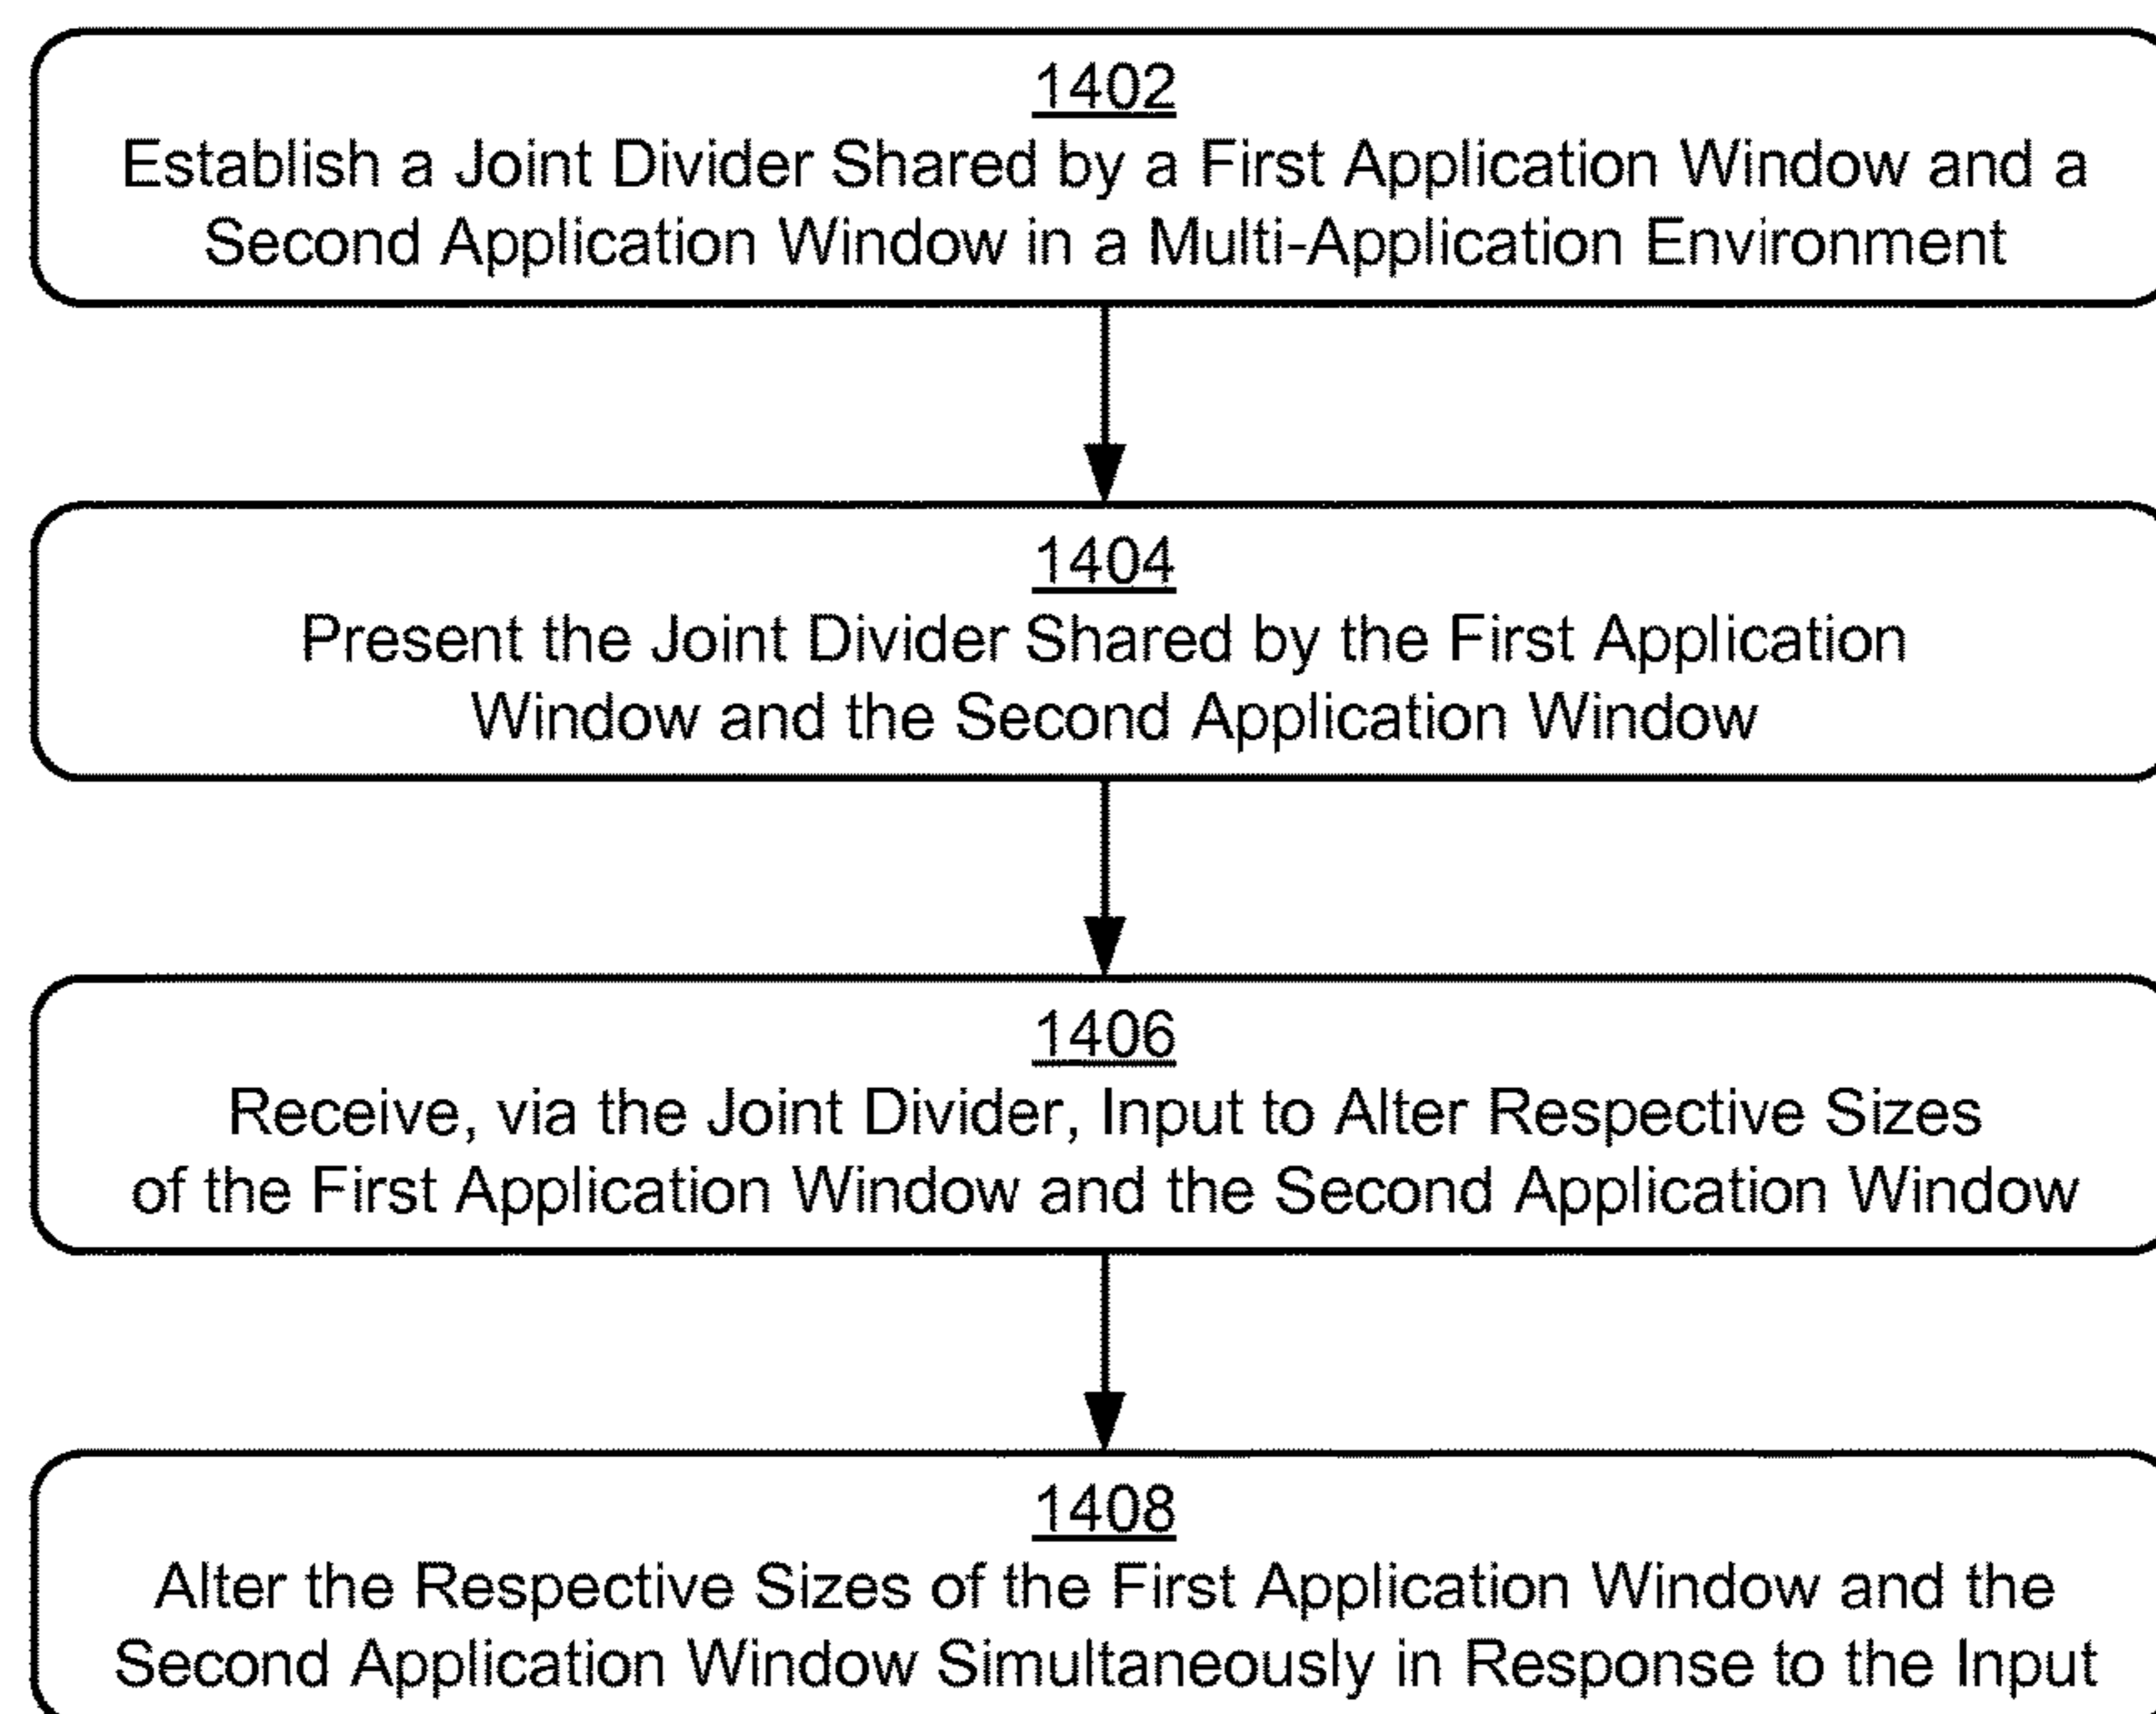 1402
Establish a Joint Divider Shared by a First Application Window and a
Second Application Window in a Multi-Application Environment
1404
Present the Joint Divider Shared by the First Application
Window and the Second Application Window
1406
Receive, via the Joint Divider, Input to Alter Respective Sizes
of the First Application Window and the Second Application Window
1408
Alter the Respective Sizes of the First Application Window and the
Second Application Window Simultaneously in Response to the Input